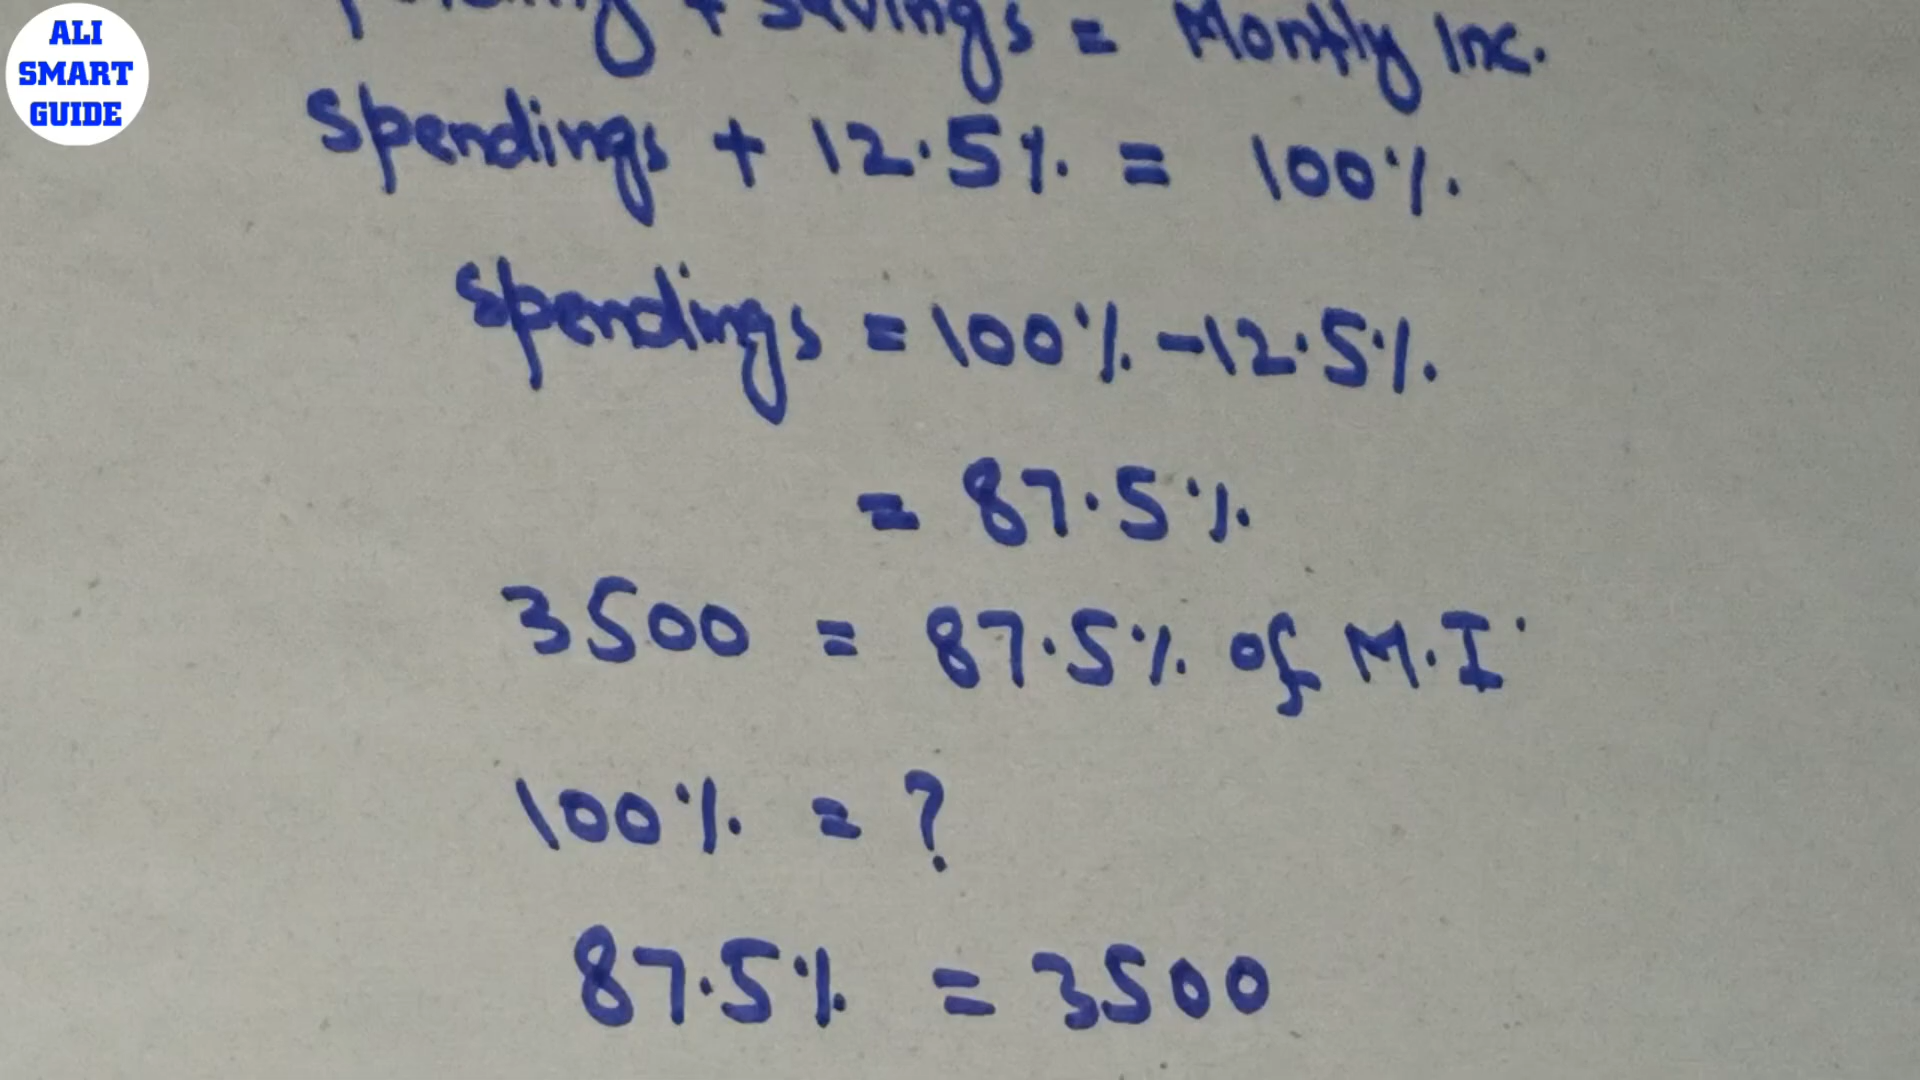 ALI
SMART
GUIDE
+ Savings = Montly Inc.
Spendings + 12.5% = 100%.
Spendings = 100% - 12.5%.
= 87.5%.
3500 = 87.5% of M.I.
100% = ?
87.5% = 3500